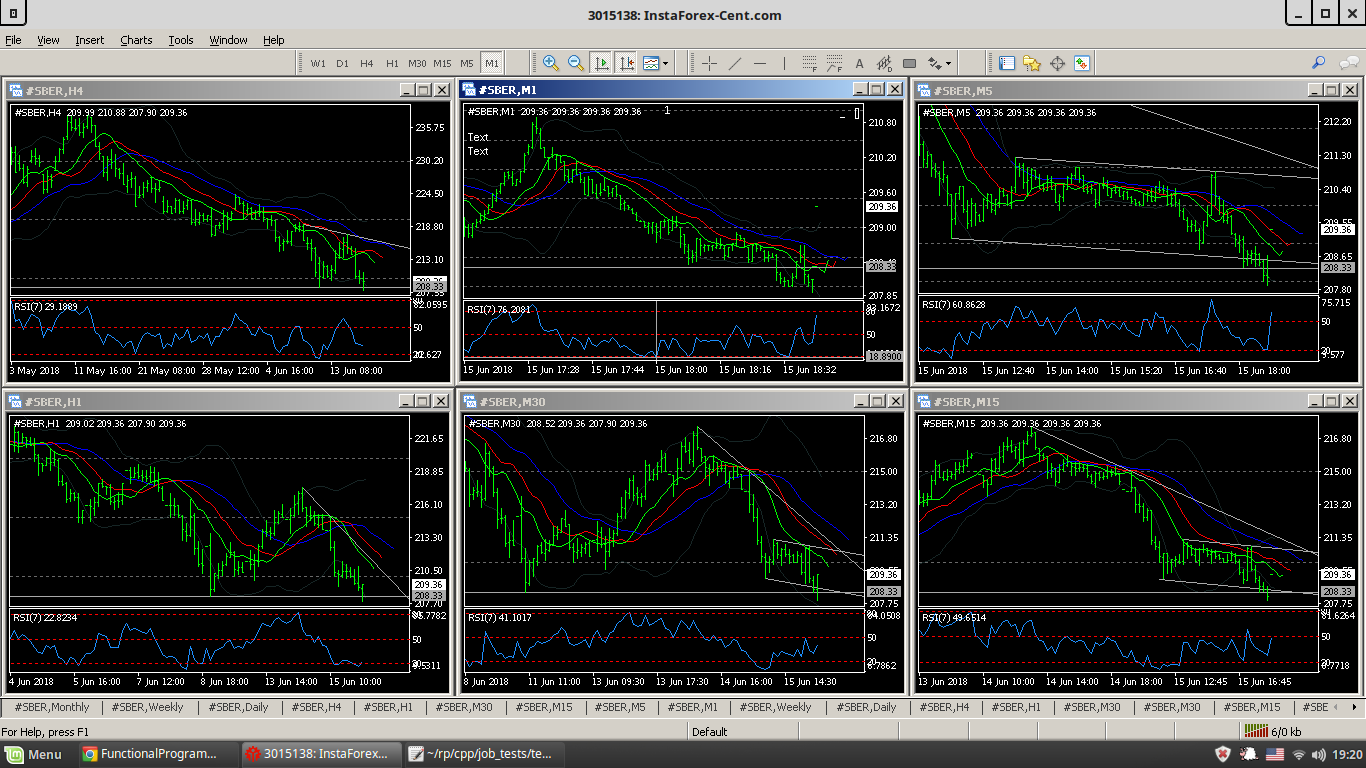 3015138: InstaForex-Cent.com
File View Insert Charts Tools Window Help
W1 D1 H4 H1 M30 M15 M5 M1
#SBER,H4
#SBER,H4 209.99 210.88 207.90 209.36
235.75
230.20
224.50
218.80
213.10
208.33
RSI(7) 29.1889
50
3 May 2018 11 May 16:00 21 May 08:00 28 May 12:00 4 Jun 16:00 13 Jun 08:00
#SBER,M1
#SBER,M1 209.36 209.36 209.36 209.36 1
Text
Text
210.80
210.20
209.60
209.36
209.00
208.33
207.85
RSI(7) 76.2081
50
18.8900
15 Jun 2018 15 Jun 17:28 15 Jun 17:44 15 Jun 18:00 15 Jun 18:16 15 Jun 18:32
#SBER,M5
#SBER,M5 209.36 209.36 209.36 209.36
212.20
211.30
210.40
209.36
208.65
208.33
207.80
RSI(7) 60.8628
75.715
50
15 Jun 2018 15 Jun 12:40 15 Jun 14:00 15 Jun 15:20 15 Jun 16:40 15 Jun 18:00
#SBER,H1
#SBER,H1 209.02 209.36 207.90 209.36
221.65
218.85
216.10
213.30
210.50
209.36
208.33
207.70
RSI(7) 22.8234
50
4 Jun 2018 5 Jun 16:00 7 Jun 12:00 8 Jun 18:00 13 Jun 14:00 15 Jun 10:00
#SBER,M30
#SBER,M30 208.52 209.36 207.90 209.36
216.80
215.00
213.20
211.35
209.36
208.33
207.75
RSI(7) 41.1017
50
8 Jun 2018 11 Jun 11:00 13 Jun 09:30 13 Jun 17:30 14 Jun 16:00 15 Jun 14:30
#SBER,M15
#SBER,M15 209.36 209.36 209.36 209.36
216.80
215.00
213.20
211.35
209.36
208.33
207.75
RSI(7) 49.6514
50
13 Jun 2018 14 Jun 10:00 14 Jun 14:00 14 Jun 18:00 15 Jun 12:45 15 Jun 16:45
#SBER,Monthly #SBER,Weekly #SBER,Daily #SBER,H4 #SBER,H1 #SBER,M30 #SBER,M15 #SBER,M5 #SBER,M1 #SBER,Weekly #SBER,Daily #SBER,H4 #SBER,H1 #SBER,M30 #SBER,M30 #SBER,M15 #SBE
For Help, press F1 Default 6/0 kb
Menu FunctionalProgram... 3015138: InstaForex... ~/rp/cpp/job_tests/te... 19:20